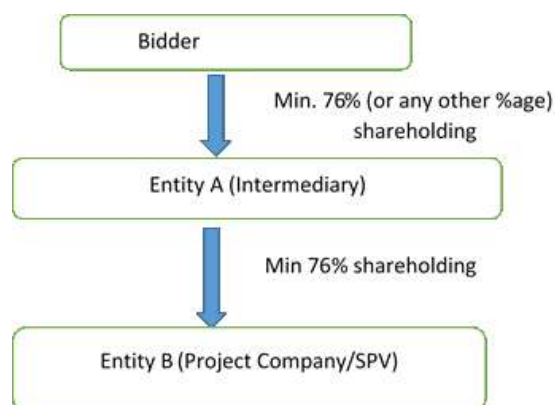 Bidder
Min. 76% (or any other %age)
shareholding
Entity A (Intermediary)
Min 76% shareholding
Entity B (Project Company/SPV)